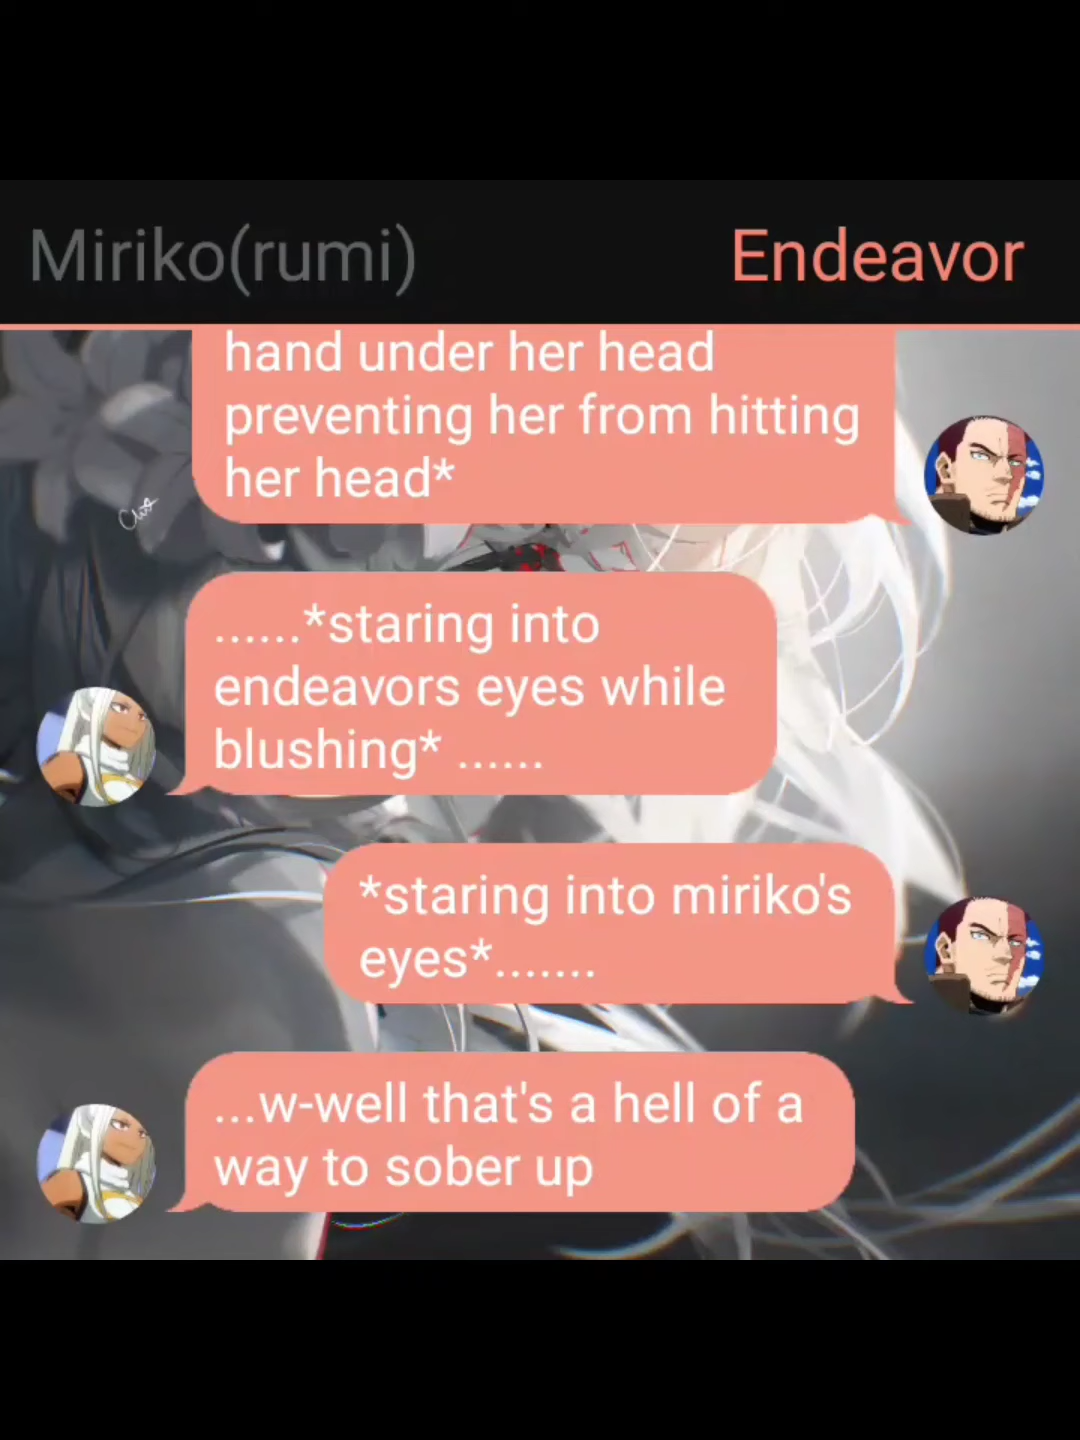 Miriko(rumi) Endeavor
hand under her head
preventing her from hitting
her head*
......*staring into
endeavors eyes while
blushing* ......
*staring into miriko's
eyes*.......
...w-well that's a hell of a
way to sober up